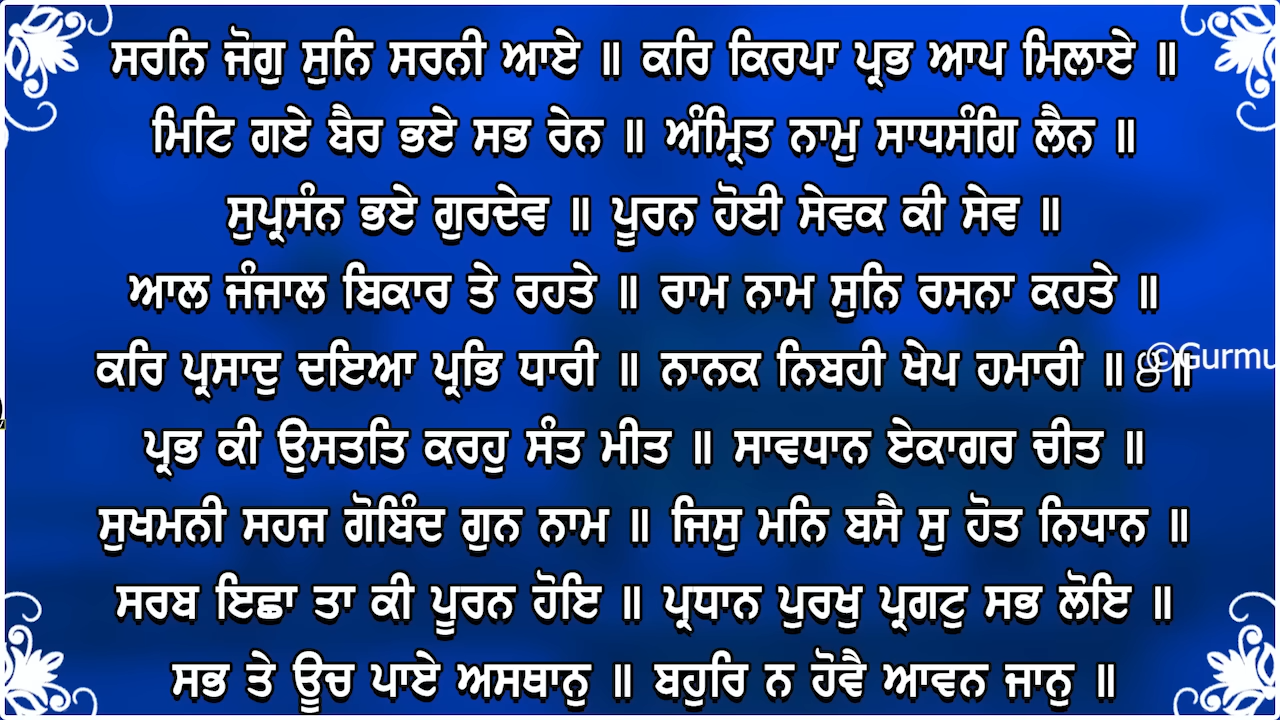 ਸਰਨਿ ਜੋਗੁ ਸੁਨਿ ਸਰਨੀ ਆਏ ॥ ਕਰਿ ਕਿਰਪਾ ਪ੍ਰਭ ਆਪ ਮਿਲਾਏ ॥
ਮਿਟਿ ਗਏ ਬੈਰ ਭਏ ਸਭ ਰੇਨ ॥ ਅੰਮ੍ਰਿਤ ਨਾਮੁ ਸਾਧਸੰਗਿ ਲੈਨ ॥
ਸੁਪ੍ਰਸੰਨ ਭਏ ਗੁਰਦੇਵ ॥ ਪੂਰਨ ਹੋਈ ਸੇਵਕ ਕੀ ਸੇਵ ॥
ਆਲ ਜੰਜਾਲ ਬਿਕਾਰ ਤੇ ਰਹਤੇ ॥ ਰਾਮ ਨਾਮ ਸੁਨਿ ਰਸਨਾ ਕਹਤੇ ॥
ਕਰਿ ਪ੍ਰਸਾਦੁ ਦਇਆ ਪ੍ਰਭਿ ਧਾਰੀ ॥ ਨਾਨਕ ਨਿਬਹੀ ਖੇਪ ਹਮਾਰੀ ॥੪॥
©Gurmu
ਪ੍ਰਭ ਕੀ ਉਸਤਤਿ ਕਰਹੁ ਸੰਤ ਮੀਤ ॥ ਸਾਵਧਾਨ ਏਕਾਗਰ ਚੀਤ ॥
ਸੁਖਮਨੀ ਸਹਜ ਗੋਬਿੰਦ ਗੁਨ ਨਾਮ ॥ ਜਿਸੁ ਮਨਿ ਬਸੈ ਸੁ ਹੋਤ ਨਿਧਾਨ ॥
ਸਰਬ ਇਛਾ ਤਾ ਕੀ ਪੂਰਨ ਹੋਇ ॥ ਪ੍ਰਧਾਨ ਪੁਰਖੁ ਪ੍ਰਗਟੁ ਸਭ ਲੋਇ ॥
ਸਭ ਤੇ ਊਚ ਪਾਏ ਅਸਥਾਨੁ ॥ ਬਹੁਰਿ ਨ ਹੋਵੈ ਆਵਨ ਜਾਨੁ ॥